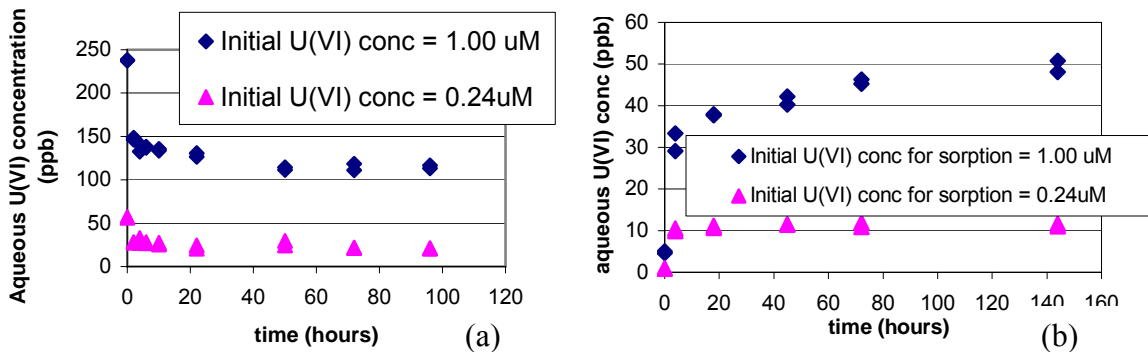 Initial U(VI) conc = 1.00 uM
Initial U(VI) conc = 0.24uM
Aqueous U(VI) concentration
(ppb)
250
200
150
100
50
0
0 20 40 60 80 100 120
time (hours)
(a)
aqueous U(VI) conc (ppb)
60
50
40
30
20
10
0
Initial U(VI) conc for sorption = 1.00 uM
Initial U(VI) conc for sorption = 0.24uM
0 20 40 60 80 100 120 140 160
time (hours)
(b)